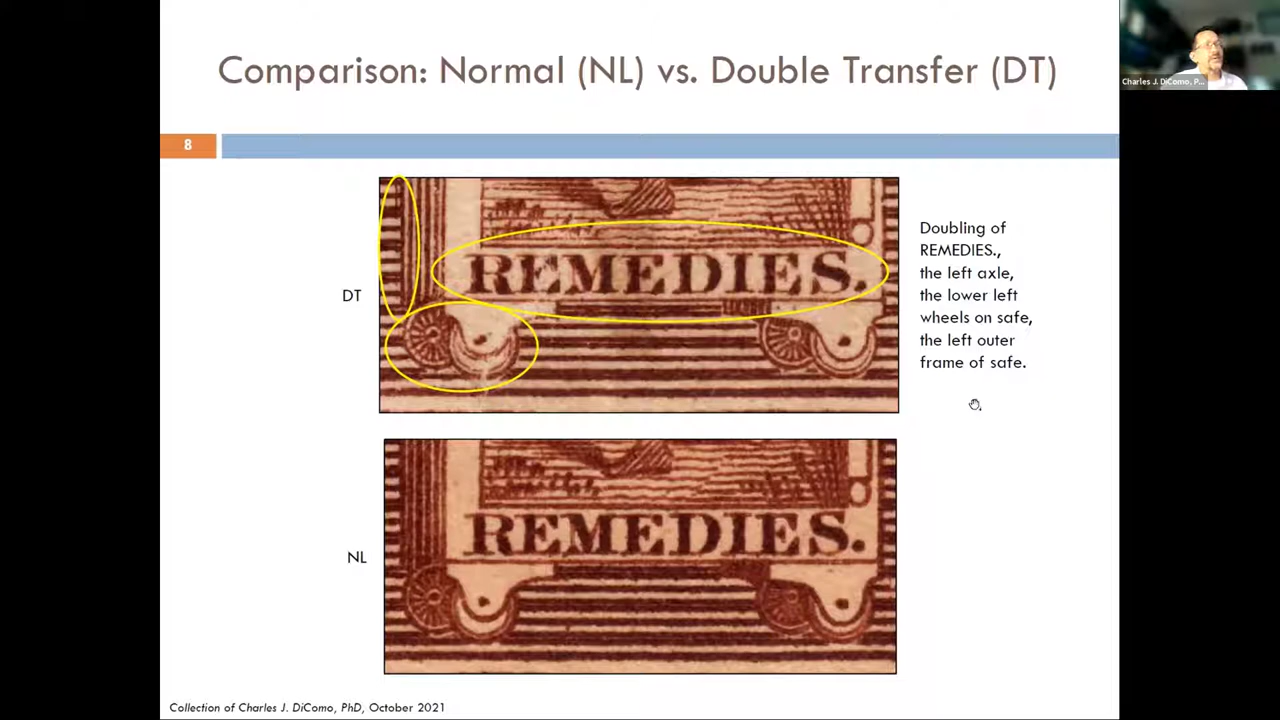 Comparison: Normal (NL) vs. Double Transfer (DT)
Charles J. DiComo, P...
8
DT
REMEDIES.
Doubling of
REMEDIES.,
the left axle,
the lower left
wheels on safe,
the left outer
frame of safe.
NL
REMEDIES.
Collection of Charles J. DiComo, PhD, October 2021